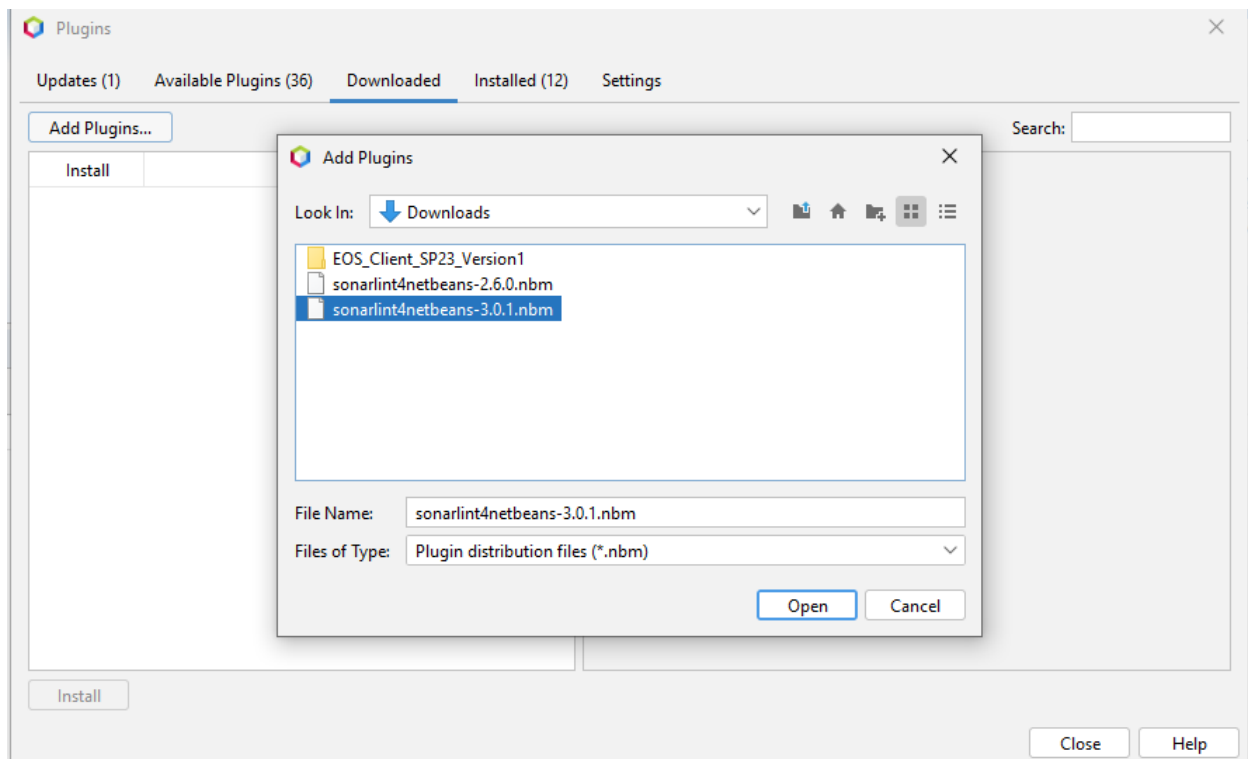 Plugins
Updates (1) Available Plugins (36) Downloaded Installed (12) Settings
Add Plugins... Search:
Install
Add Plugins
Look In: Downloads
EOS_Client_SP23_Version1
sonarlint4netbeans-2.6.0.nbm
sonarlint4netbeans-3.0.1.nbm
File Name: sonarlint4netbeans-3.0.1.nbm
Files of Type: Plugin distribution files (*.nbm)
Open Cancel
Install
Close Help